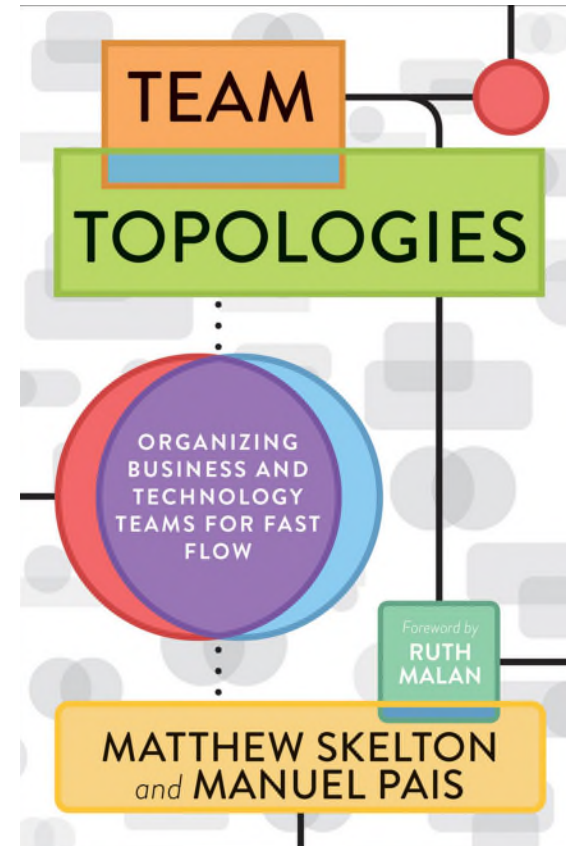 TEAM
TOPOLOGIES
ORGANIZING
BUSINESS AND
TECHNOLOGY
TEAMS FOR FAST
FLOW
Foreword by
RUTH
MALAN
MATTHEW SKELTON
and MANUEL PAIS